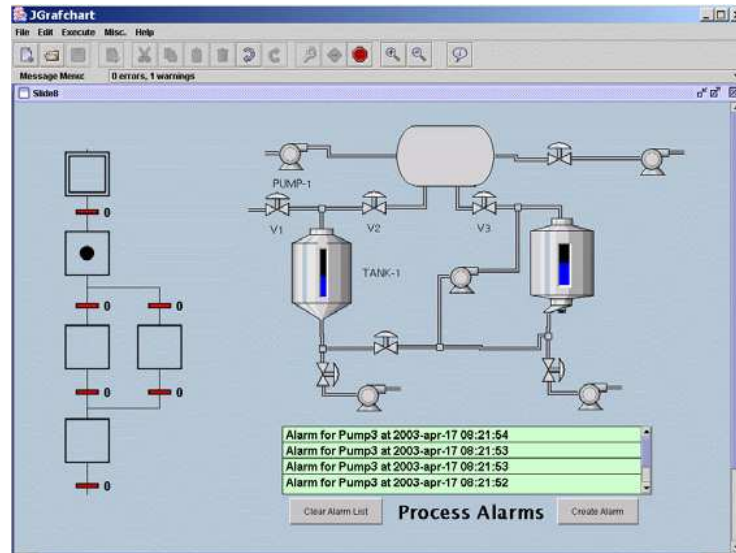 JGrafchart
File Edit Execute Misc. Help
Message Menu: 0 errors, 1 warnings
Slide8
0
0
0
0
0
0
PUMP-1
V1
V2
V3
TANK-1
Alarm for Pump3 at 2003-apr-17 08:21:54
Alarm for Pump3 at 2003-apr-17 08:21:53
Alarm for Pump3 at 2003-apr-17 08:21:53
Alarm for Pump3 at 2003-apr-17 08:21:52
Clear Alarm List
Process Alarms
Create Alarm